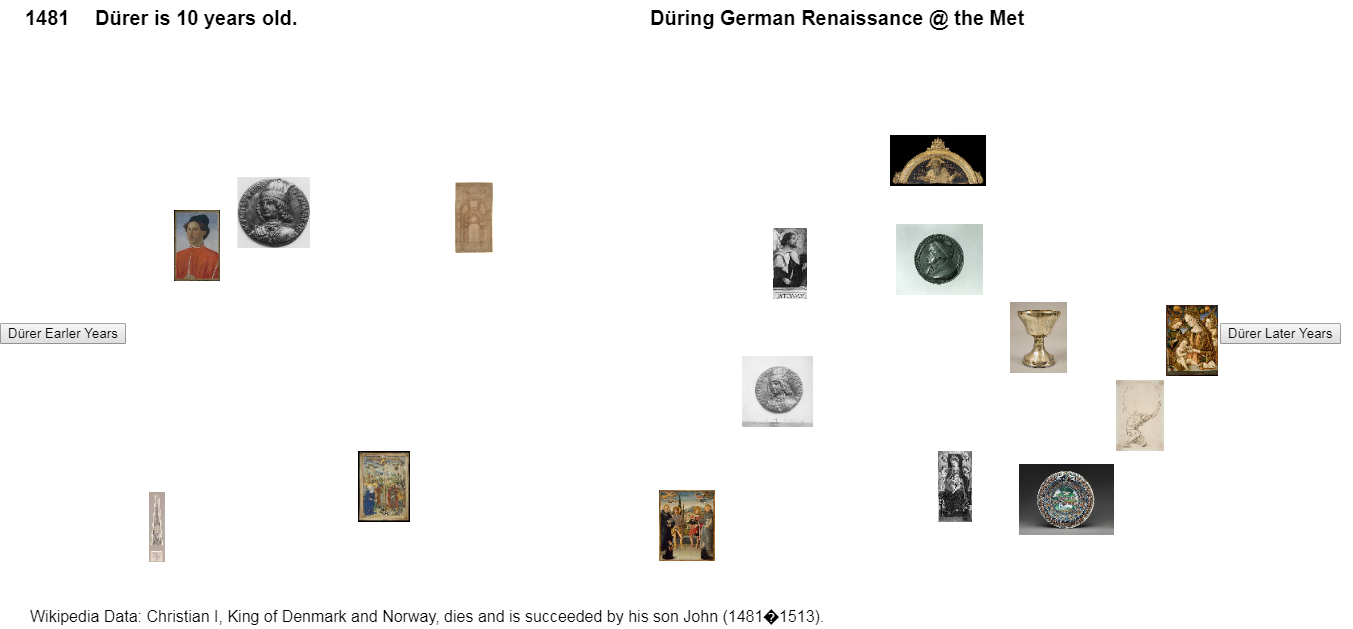 1481 Dürer is 10 years old.
Düring German Renaissance @ the Met
Dürer Earler Years
Dürer Later Years
Wikipedia Data: Christian I, King of Denmark and Norway, dies and is succeeded by his son John (1481�1513).